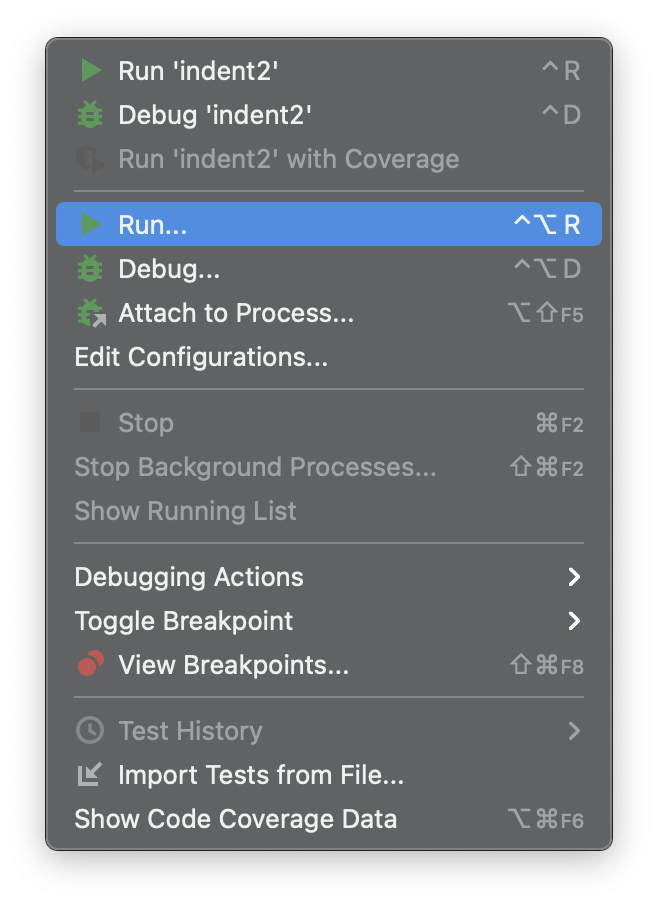 Run 'indent2' ^ R
Debug 'indent2' ^ D
Run 'indent2' with Coverage
Run... ^⌥ R
Debug... ^⌥ D
Attach to Process... ⌥⇧F5
Edit Configurations...
Stop ⌘F2
Stop Background Processes... ⇧⌘F2
Show Running List
Debugging Actions
Toggle Breakpoint
View Breakpoints... ⇧⌘F8
Test History
Import Tests from File...
Show Code Coverage Data ⌥⌘F6